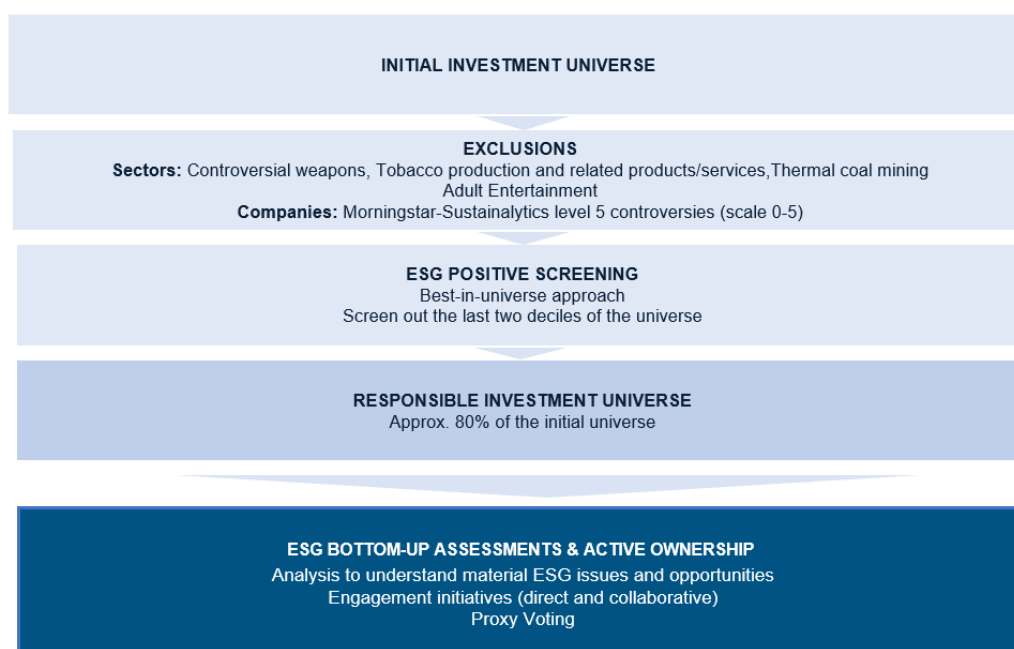 INITIAL INVESTMENT UNIVERSE
EXCLUSIONS
Sectors: Controversial weapons, Tobacco production and related products/services,Thermal coal mining
Adult Entertainment
Companies: Morningstar-Sustainalytics level 5 controversies (scale 0-5)
ESG POSITIVE SCREENING
Best-in-universe approach
Screen out the last two deciles of the universe
RESPONSIBLE INVESTMENT UNIVERSE
Approx. 80% of the initial universe
ESG BOTTOM-UP ASSESSMENTS & ACTIVE OWNERSHIP
Analysis to understand material ESG issues and opportunities
Engagement initiatives (direct and collaborative)
Proxy Voting